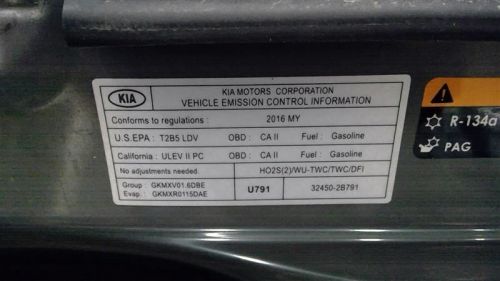 KIA
KIA MOTORS CORPORATION
VEHICLE EMISSION CONTROL INFORMATION
Conforms to regulations : 2016 MY
U.S.EPA : T2B5 LDV OBD : CA II Fuel : Gasoline
California : ULEV II PC OBD : CA II Fuel : Gasoline
No adjustments needed. HO2S(2)/WU-TWC/TWC/DFI
Group : GKMXV01.6DBE
Evap. : GKMXR0115DAE
U791
32450-2B791
R-134a
PAG